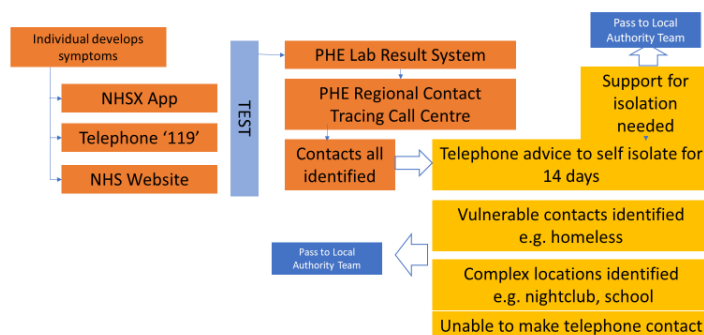 Individual develops
symptoms
NHSX App
Telephone ‘119’
NHS Website
TEST
PHE Lab Result System
PHE Regional Contact
Tracing Call Centre
Contacts all
identified
Pass to Local
Authority Team
Support for
isolation
needed
Telephone advice to self isolate for
14 days
Vulnerable contacts identified
e.g. homeless
Pass to Local
Authority Team
Complex locations identified
e.g. nightclub, school
Unable to make telephone contact